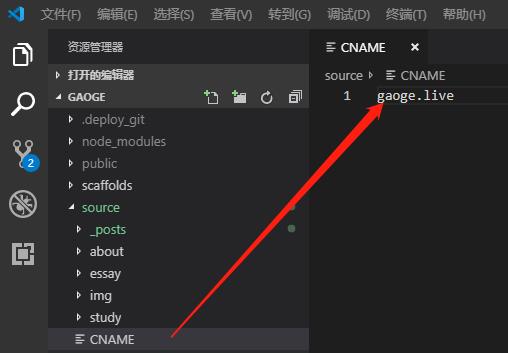 文件(F) 编辑(E) 选择(S) 查看(V) 转到(G) 调试(D) 终端(T) 帮助(H)
资源管理器
打开的编辑器
GAOGE
.deploy_git
node_modules
public
scaffolds
source
_posts
about
essay
img
study
CNAME
2
CNAME
source CNAME
1 gaoge.live